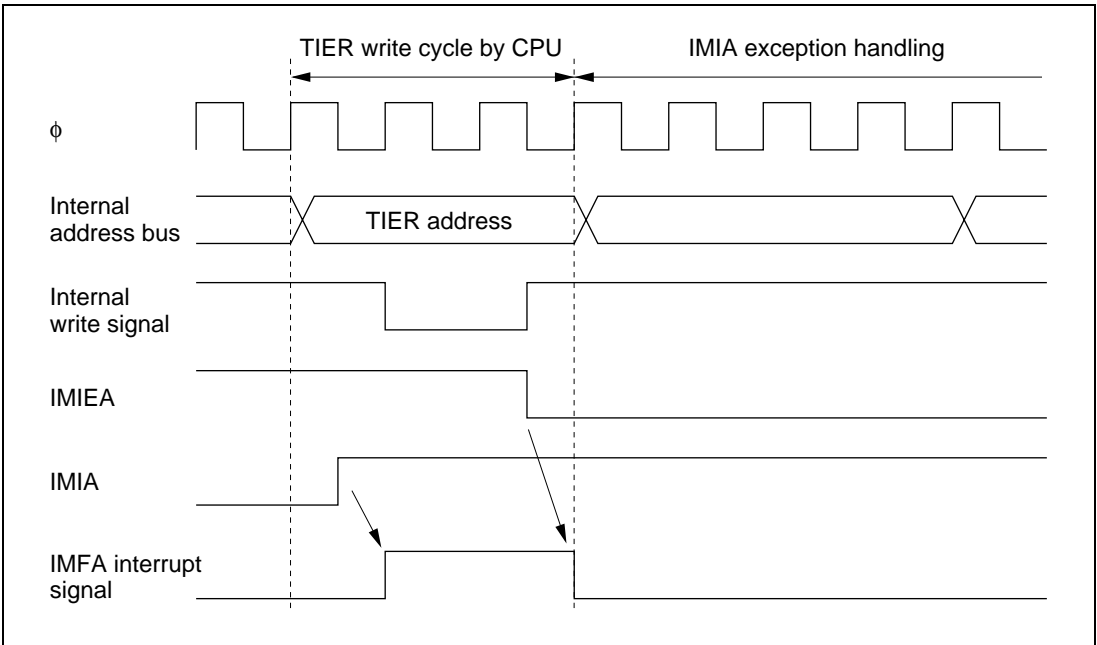 TIER write cycle by CPU
IMIA exception handling
ϕ
Internal
address bus
TIER address
Internal
write signal
IMIEA
IMIA
IMFA interrupt
signal